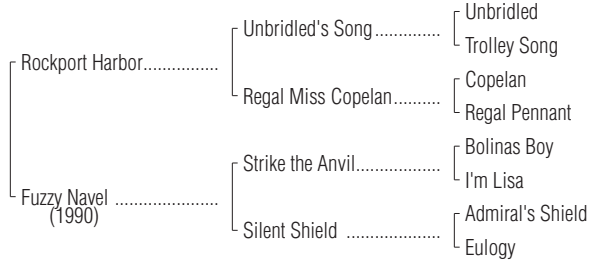 Unbridled
Unbridled's Song..............
Trolley Song
Rockport Harbor................
Copelan
Regal Miss Copelan..........
Regal Pennant
Bolinas Boy
Strike the Anvil..................
I'm Lisa
Fuzzy Navel ......................
(1990)
Admiral's Shield
Silent Shield ....................
Eulogy